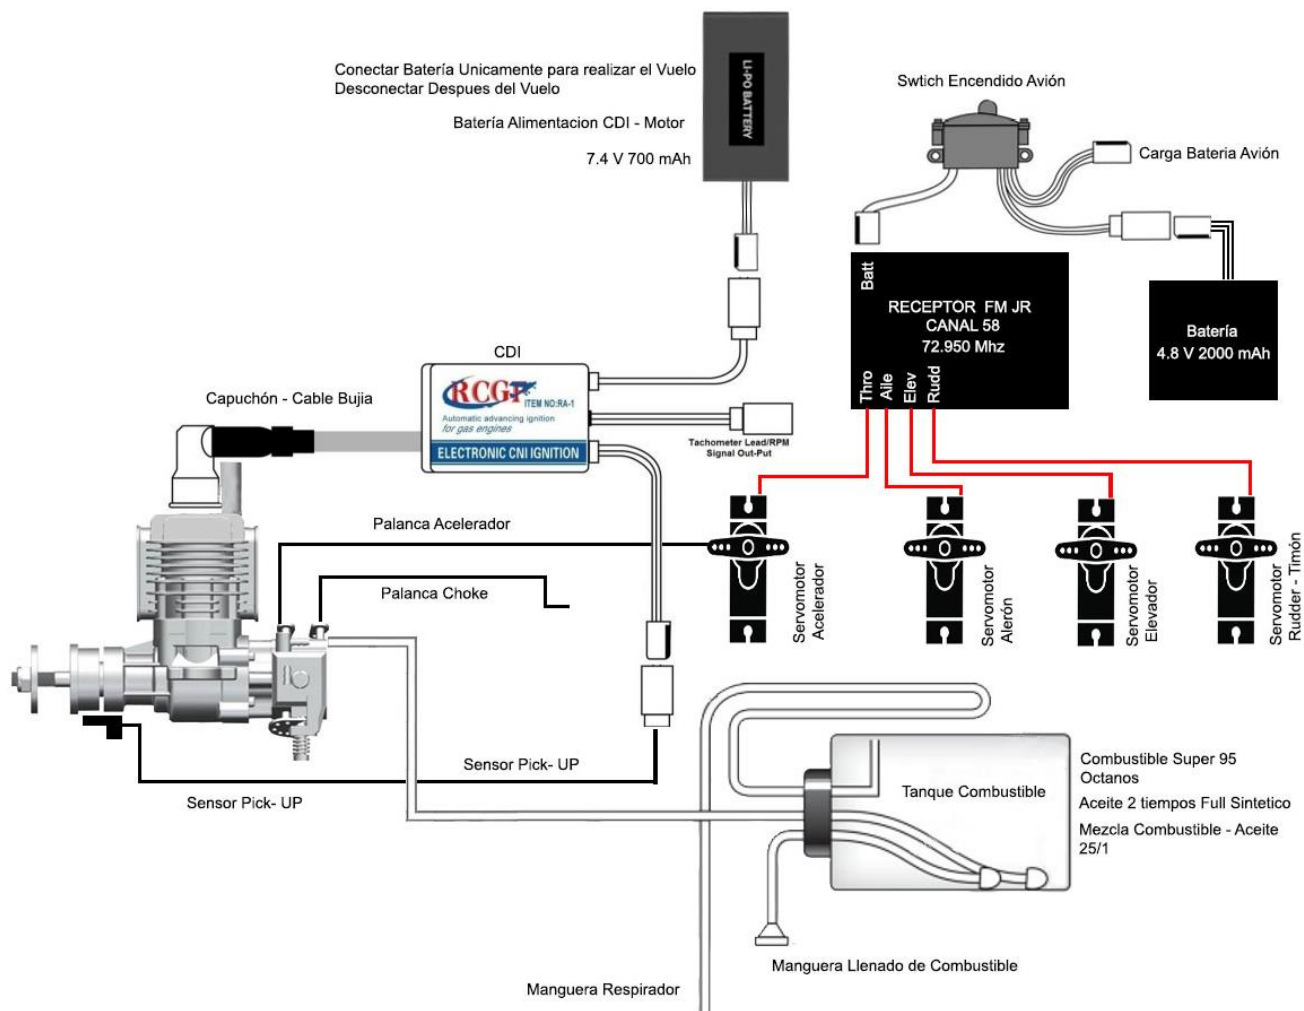 Conectar Batería Unicamente para realizar el Vuelo
Desconectar Despues del Vuelo
Batería Alimentacion CDI - Motor
7.4 V 700 mAh
LI-PO BATTERY
Swtich Encendido Avión
Carga Bateria Avión
Batt
RECEPTOR FM JR
CANAL 58
72.950 Mhz
Thro
Aile
Elev
Rudd
Batería
4.8 V 2000 mAh
CDI
RCGF
ITEM NO:RA-1
Automatic advancing ignition
for gas engines
ELECTRONIC CNI IGNITION
Capuchón - Cable Bujia
Tachometer Lead/RPM
Signal Out-Put
Palanca Acelerador
Palanca Choke
Servomotor
Acelerador
Servomotor
Alerón
Servomotor
Elevador
Servomotor
Rudder - Timón
Sensor Pick- UP
Sensor Pick- UP
Tanque Combustible
Combustible Super 95
Octanos
Aceite 2 tiempos Full Sintetico
Mezcla Combustible - Aceite
25/1
Manguera Llenado de Combustible
Manguera Respirador